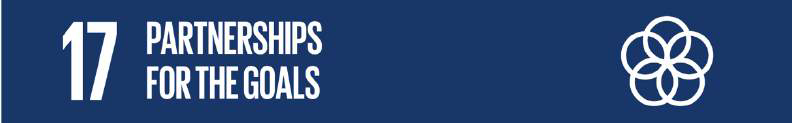 17
PARTNERSHIPS
FOR THE GOALS